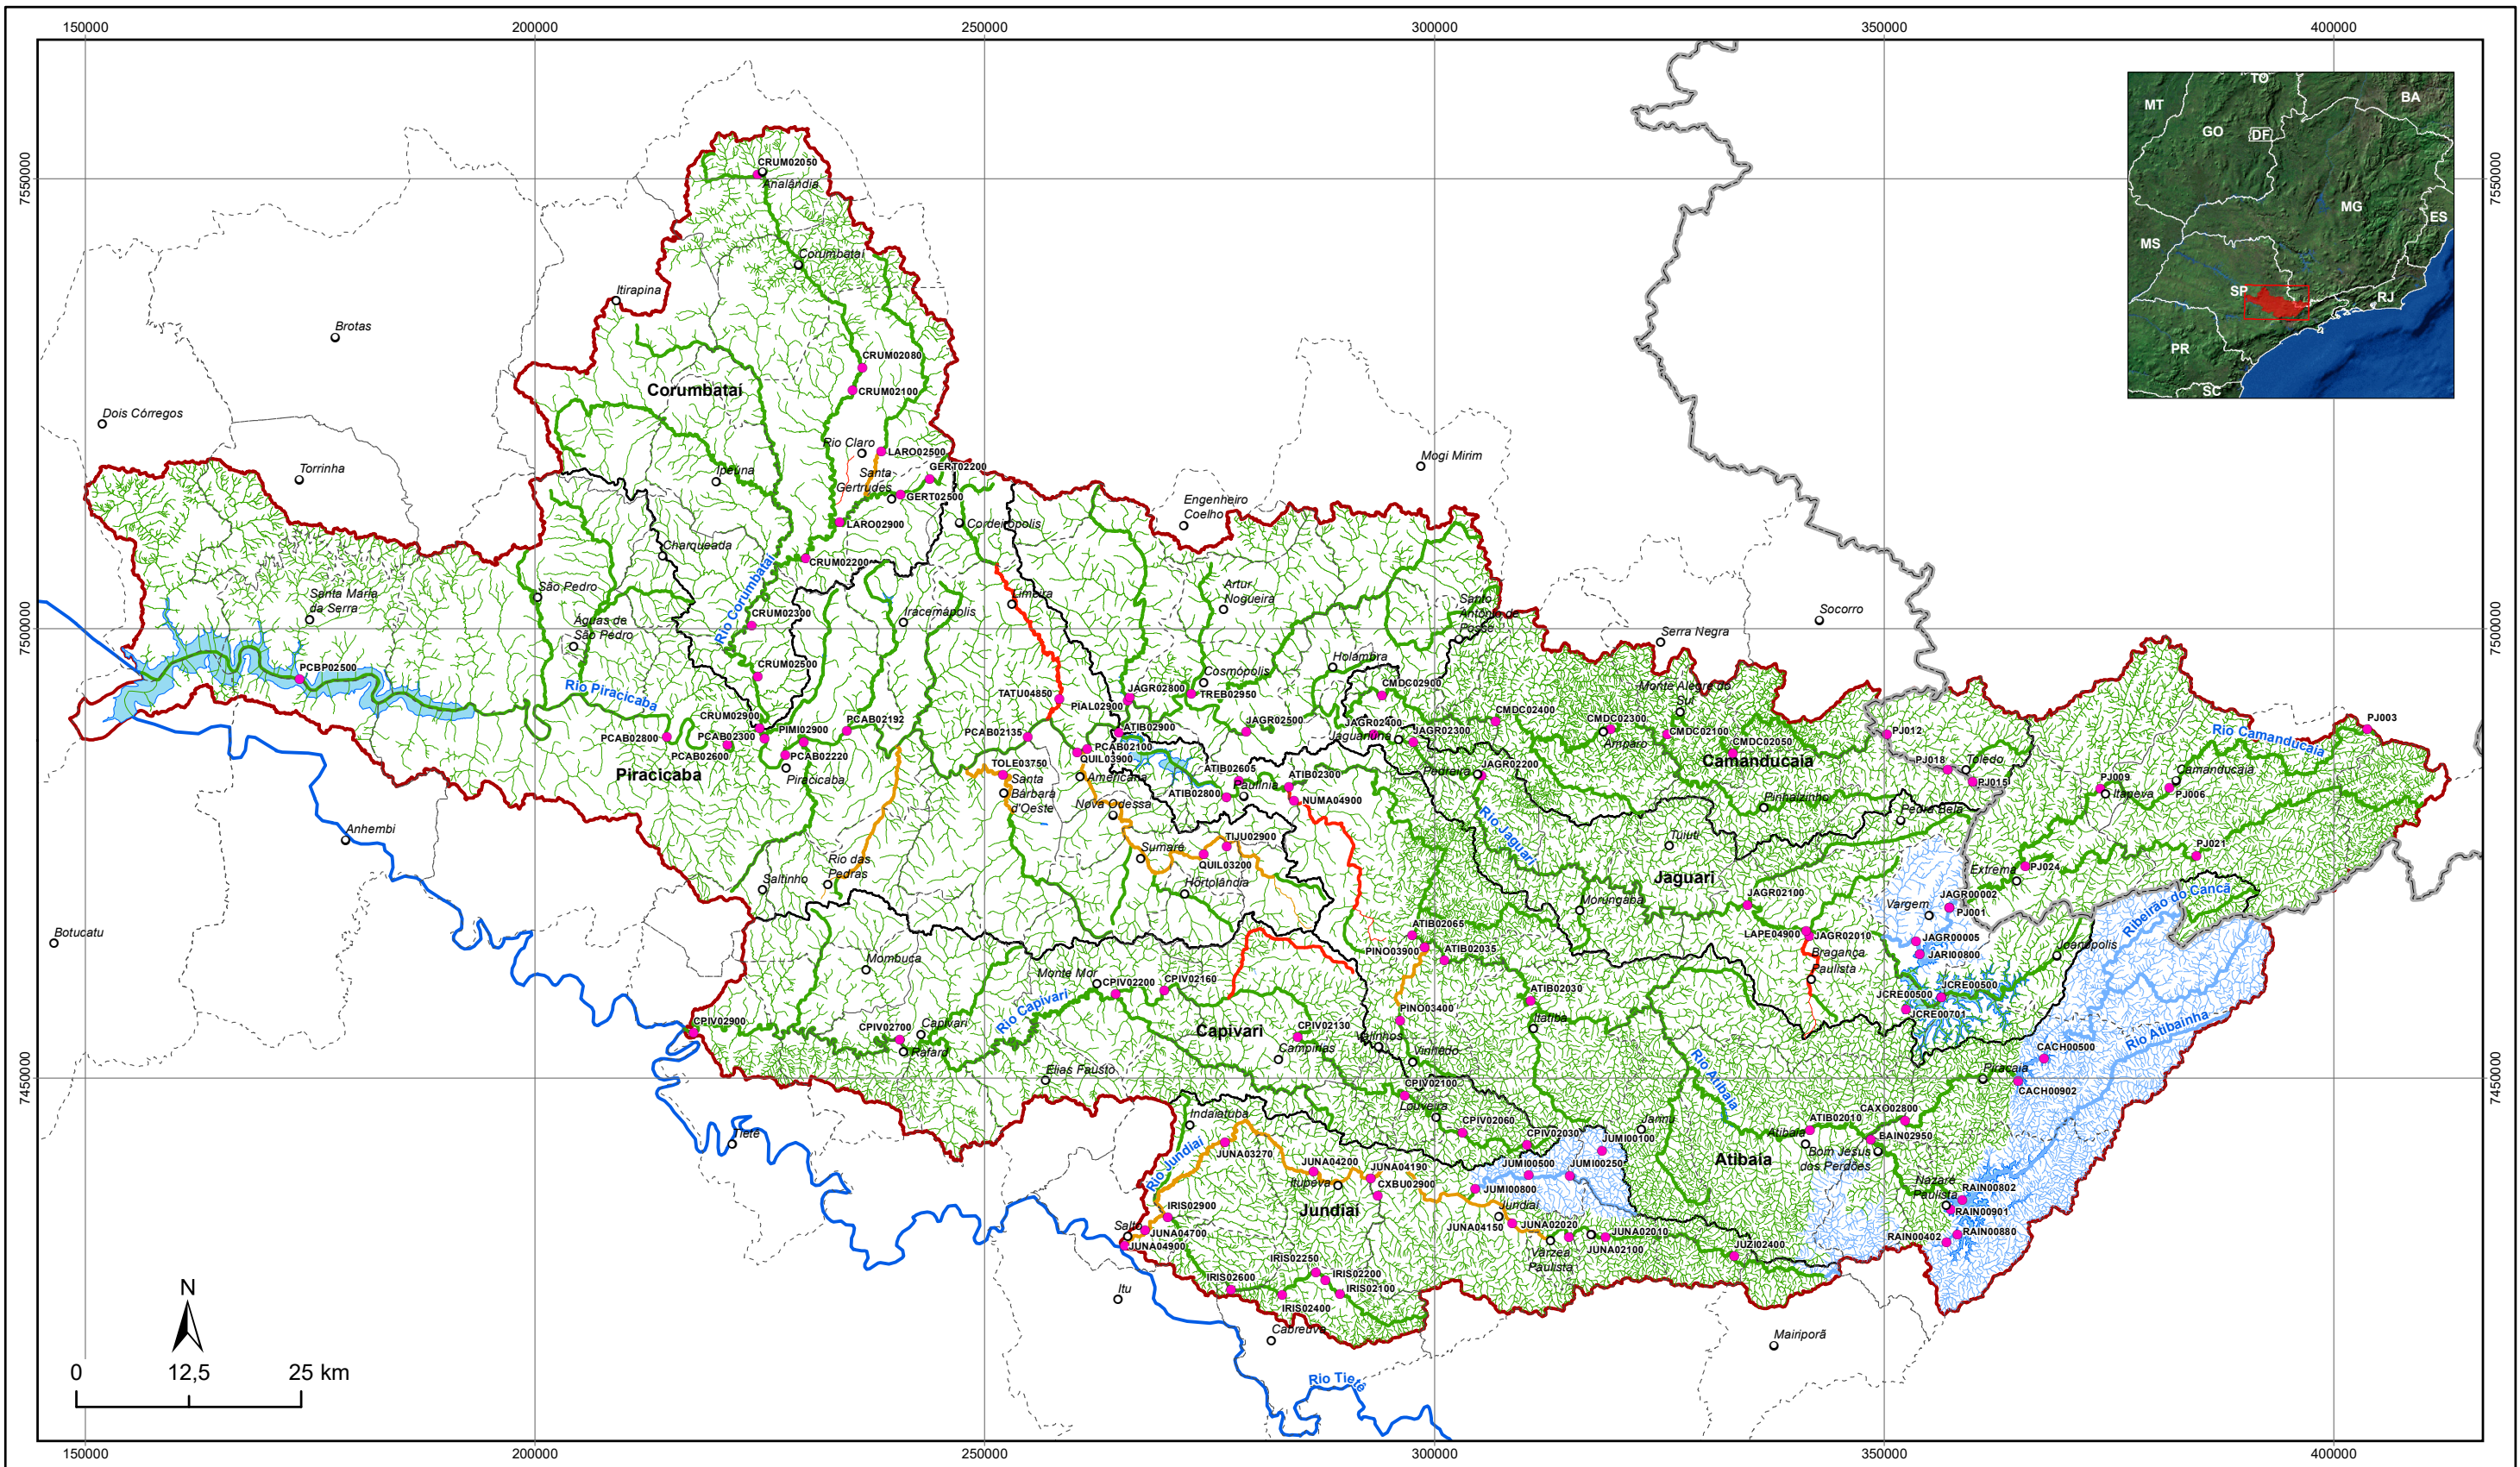 150000
200000
250000
300000
350000
400000
7550000
7550000
7500000
7500000
7450000
7450000
TO
MT
BA
GO
DF
MG
ES
MS
SP
RJ
PR
SC
CRUM02050
Analândia
Corumbataí
Itirapina
Brotas
CRUM02080
Corumbataí
CRUM02100
Dois Córregos
Rio Claro
LARO02500
Torrinha
Ipeúna
Santa
Gertrudes
GERT02200
GERT02500
Mogi Mirim
Engenheiro
Coelho
LARO02900
Cordeirópolis
Charqueada
CRUM02200
São Pedro
Santa Maria
da Serra
Rio Corumbataí
Limeira
Artur
Nogueira
Iracemápolis
CRUM02300
Águas de
São Pedro
Santo
Antônio de
Posse
Socorro
Serra Negra
PCBP02500
CRUM02500
Rio Piracicaba
Holambra
Cosmópolis
TATU04850
JAGR02800
TREB02950
PIAL02900
CMDC02900
Monte Alegre do
Sul
CMDC02400
CMDC02300
CMDC02100
Amparo
CMDC02050
Camanducaia
CRUM02900
PCAB02192
PCAB02800
PCAB02300
PIMI02900
PCAB02600
PCAB02220
Piracicaba
Piracicaba
PCAB02135
ATIB02900
JAGR02500
JAGR02400
Jaguariúna
JAGR02300
PCAB02100
QUIL03900
TOLE03750
Santa
Bárbara
d'Oeste
Americana
Nova Odessa
ATIB02605
Paulínia
ATIB02800
ATIB02300
NUMA04900
Pedreira
JAGR02200
PJ012
PJ003
Rio Camanducaia
PJ018
Toledo
PJ015
PJ009
Itapeva
Camanducaia
PJ006
Pinhalzinho
Pedra Bela
Rio Jaguari
Tuiuti
Anhembi
Sumaré
TIJU02900
QUIL03200
Hortolândia
Rio das
Pedras
Saltinho
Jaguari
JAGR02100
Morungaba
PJ021
PJ024
Extrema
Ribeirão do Cancã
JAGR00002
Vargem
PJ001
Botucatu
ATIB02065
PINO03900
ATIB02035
LAPE04900
JAGR02010
Bragança
Paulista
JAGR00005
JARI00800
Joanópolis
Mombuca
Monte Mor
CPIV02200
CPIV02160
Rio Capivari
CPIV02900
CPIV02700
Capivari
Rafard
Capivari
CPIV02130
Campinas
PINO03400
Valinhos
Vinhedo
ATIB02030
Itatiba
JCRE00500
JCRE00500
JCRE00701
Rio Atibainha
CACH00500
Piracaia
CACH00902
Elias Fausto
Rio Atibaia
CPIV02100
Louveira
CPIV02060
CPIV02030
Jarinu
CAXO02800
ATIB02010
Atibaia
BAIN02950
Bom Jesus
dos Perdões
Atibaia
Tietê
Indaiatuba
Rio Jundiaí
JUNA03270
JUNA04200
Itupeva
JUNA04190
CXBU02900
JUMI00100
JUMI00500
JUMI00250
JUMI00800
Jundiaí
Jundiaí
Nazaré
Paulista
RAIN00802
RAIN00901
RAIN00880
RAIN00402
IRIS02900
Salto
JUNA04700
JUNA04900
JUNA04150
JUNA02020
JUNA02010
JUNA02100
Várzea
Paulista
JUZI02400
IRIS02250
IRIS02200
IRIS02100
IRIS02600
IRIS02400
Itu
Cabreúva
Mairiporã
Rio Tietê
N
0
12,5
25 km
150000
200000
250000
300000
350000
400000